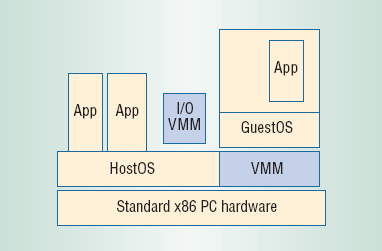 App
App
App
I/O
VMM
GuestOS
HostOS
VMM
Standard x86 PC hardware